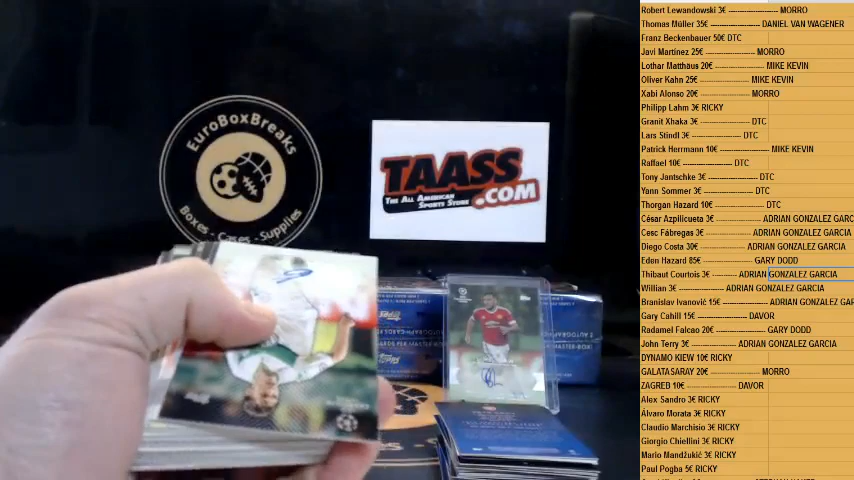 EuroBoxBreaks
Boxes - Cases - Supplies
TAASS
THE ALL AMERICAN
SPORTS STORE
.COM
Robert Lewandowski 3€ -------------------- MORRO
Thomas Müller 35€ -------------------- DANIEL VAN WAGENER
Franz Beckenbauer 50€ DTC
Javi Martínez 25€ -------------------- MORRO
Lothar Matthäus 20€ -------------------- MIKE KEVIN
Oliver Kahn 25€ -------------------- MIKE KEVIN
Xabi Alonso 20€ -------------------- MORRO
Philipp Lahm 3€ RICKY
Granit Xhaka 3€ -------------------- DTC
Lars Stindl 3€ -------------------- DTC
Patrick Herrmann 10€ -------------------- MIKE KEVIN
Raffael 10€ -------------------- DTC
Tony Jantschke 3€ -------------------- DTC
Yann Sommer 3€ -------------------- DTC
Thorgan Hazard 10€ -------------------- DTC
César Azpilicueta 3€ -------------------- ADRIAN GONZALEZ GARC
Cesc Fábregas 3€ -------------------- ADRIAN GONZALEZ GARCIA
Diego Costa 30€ -------------------- ADRIAN GONZALEZ GARCIA
Eden Hazard 85€ -------------------- GARY DODD
Thibaut Courtois 3€ -------------------- ADRIAN GONZALEZ GARCIA
Willian 3€ -------------------- ADRIAN GONZALEZ GARCIA
Branislav Ivanović 15€ -------------------- ADRIAN GONZALEZ GAR
Gary Cahill 15€ -------------------- DAVOR
Radamel Falcao 20€ -------------------- GARY DODD
John Terry 3€ -------------------- ADRIAN GONZALEZ GARCIA
DYNAMO KIEW 10€ RICKY
GALATASARAY 20€ -------------------- MORRO
ZAGREB 10€ -------------------- DAVOR
Alex Sandro 3€ RICKY
Álvaro Morata 3€ RICKY
Claudio Marchisio 3€ RICKY
Giorgio Chiellini 3€ RICKY
Mario Mandžukić 3€ RICKY
Paul Pogba 5€ RICKY